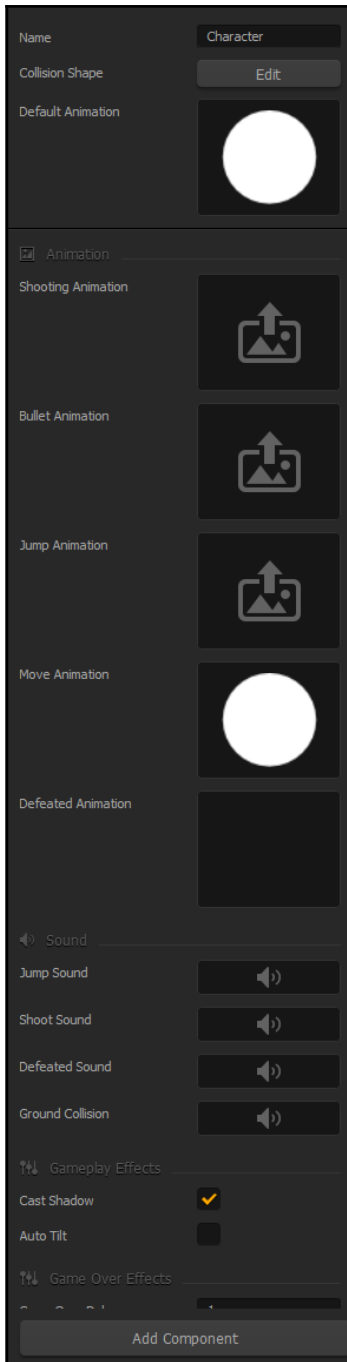 Name
Character
Collision Shape
Edit
Default Animation
Animation
Shooting Animation
Bullet Animation
Jump Animation
Move Animation
Defeated Animation
Sound
Jump Sound
Shoot Sound
Defeated Sound
Ground Collision
Gameplay Effects
Cast Shadow
Auto Tilt
Game Over Effects
Add Component